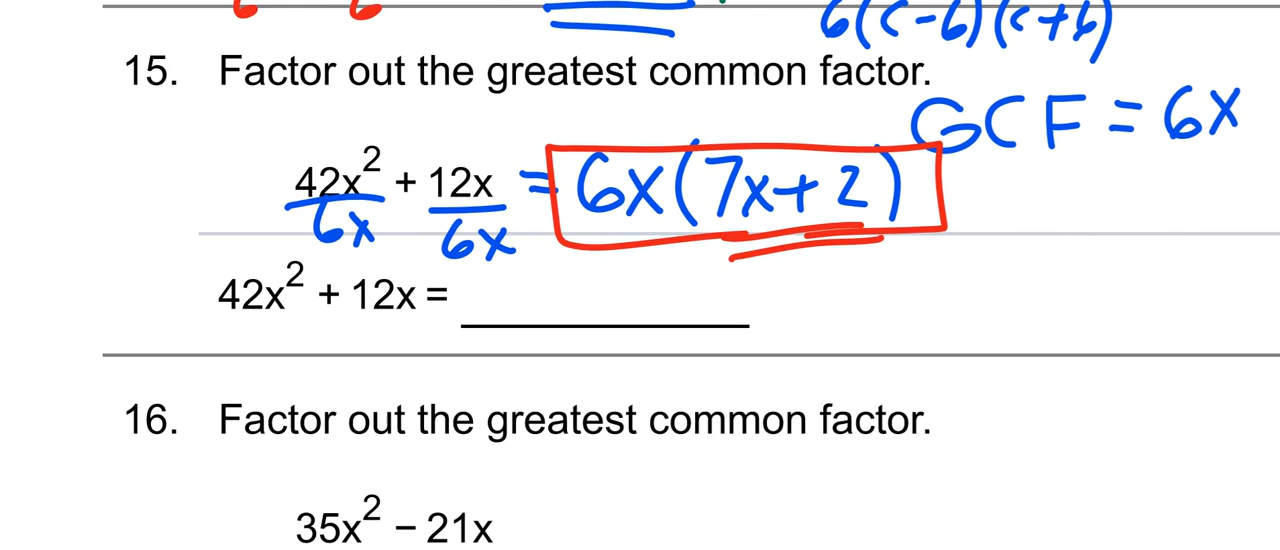 6(c-6)(c+6)
15. Factor out the greatest common factor.
GCF = 6x
42x² + 12x = 6x(7x+2)
6x 6x
42x² + 12x = ____________
16. Factor out the greatest common factor.
35x² − 21x